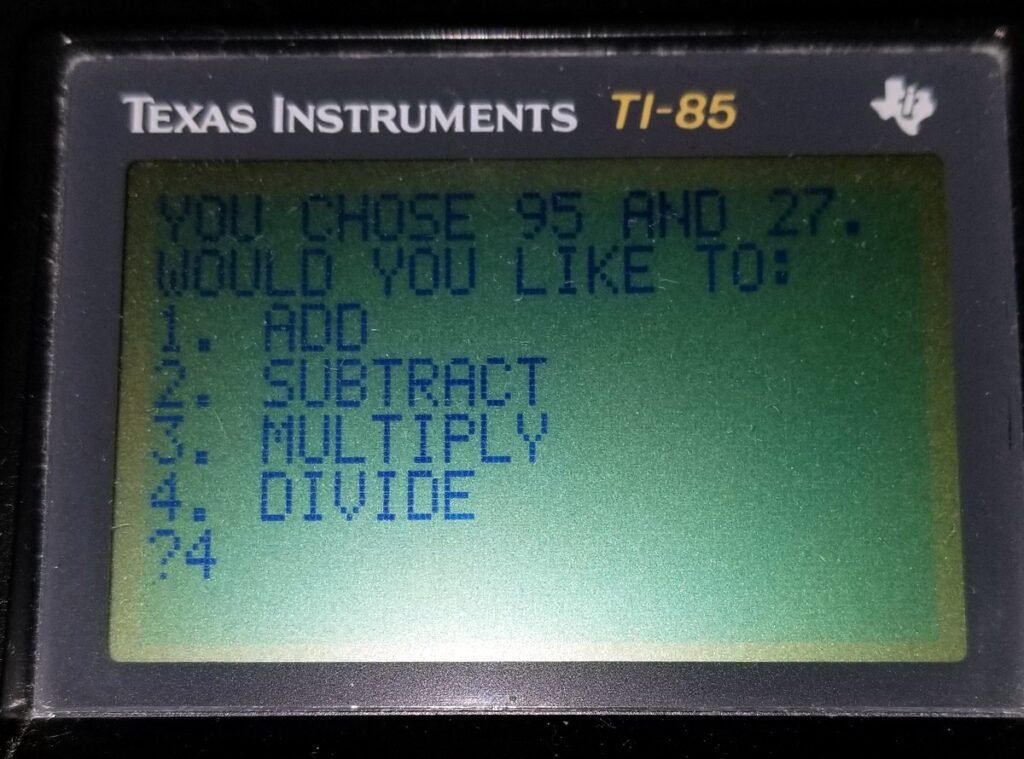 TEXAS INSTRUMENTS TI-85
YOU CHOSE 95 AND 27.
WOULD YOU LIKE TO:
1. ADD
2. SUBTRACT
3. MULTIPLY
4. DIVIDE
?4